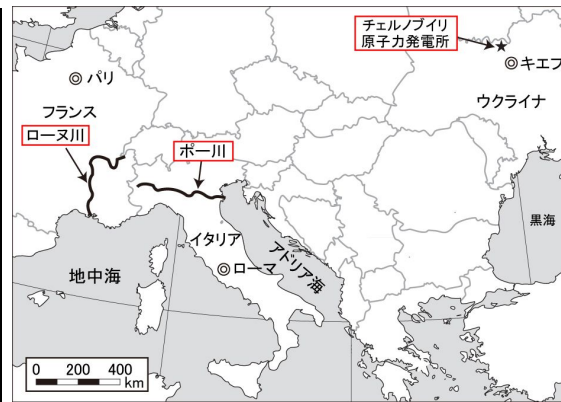 チェルノブイリ
原子力発電所
◎キエフ
◎パリ
ウクライナ
フランス
ローヌ川
ポー川
黒海
イタリア
アドリア海
◎ローマ
地中海
0 200 400
km